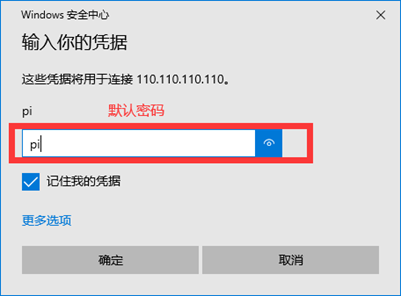 Windows 安全中心
输入你的凭据
这些凭据将用于连接 110.110.110.110。
pi 默认密码
pi
记住我的凭据
更多选项
确定 取消